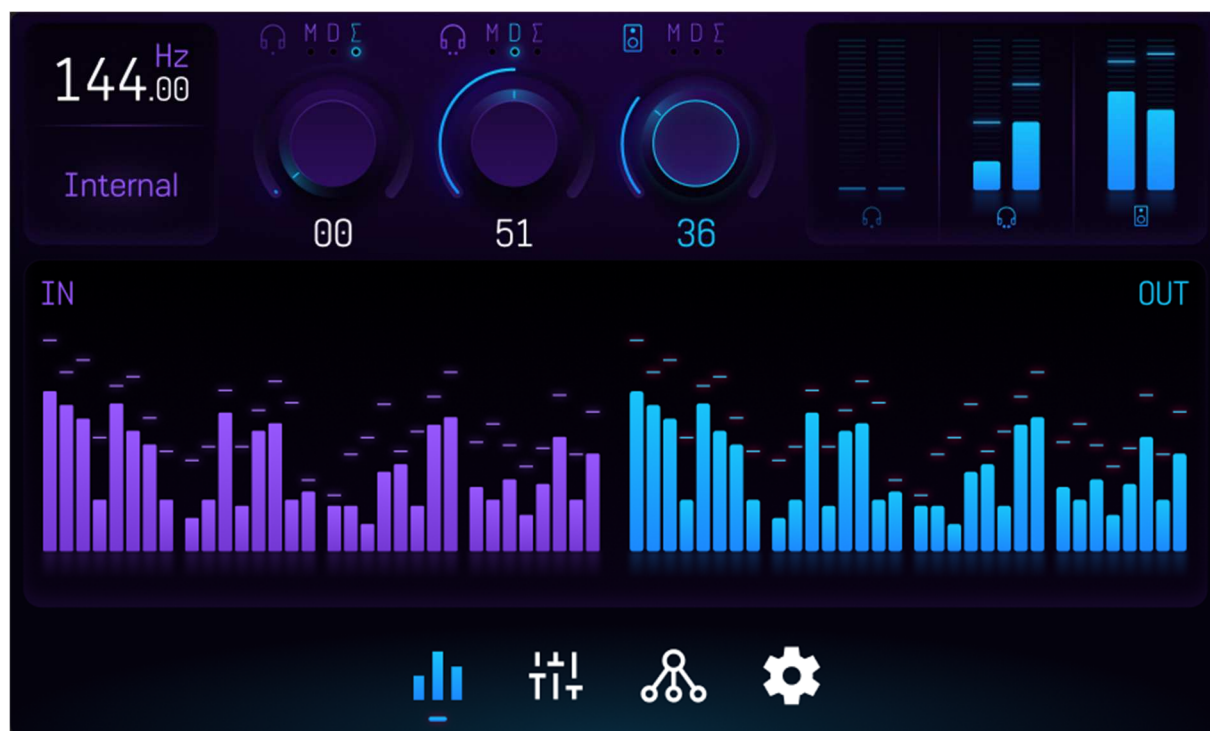 144.00 Hz
Internal
M D Σ
M D Σ
M D Σ
00
51
36
IN
OUT